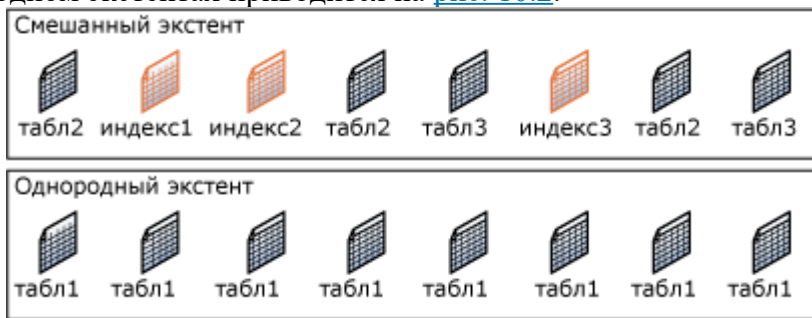 Смешанный экстент
табл2 индекс1 индекс2 табл2 табл3 индекс3 табл2 табл3
Однородный экстент
табл1 табл1 табл1 табл1 табл1 табл1 табл1 табл1